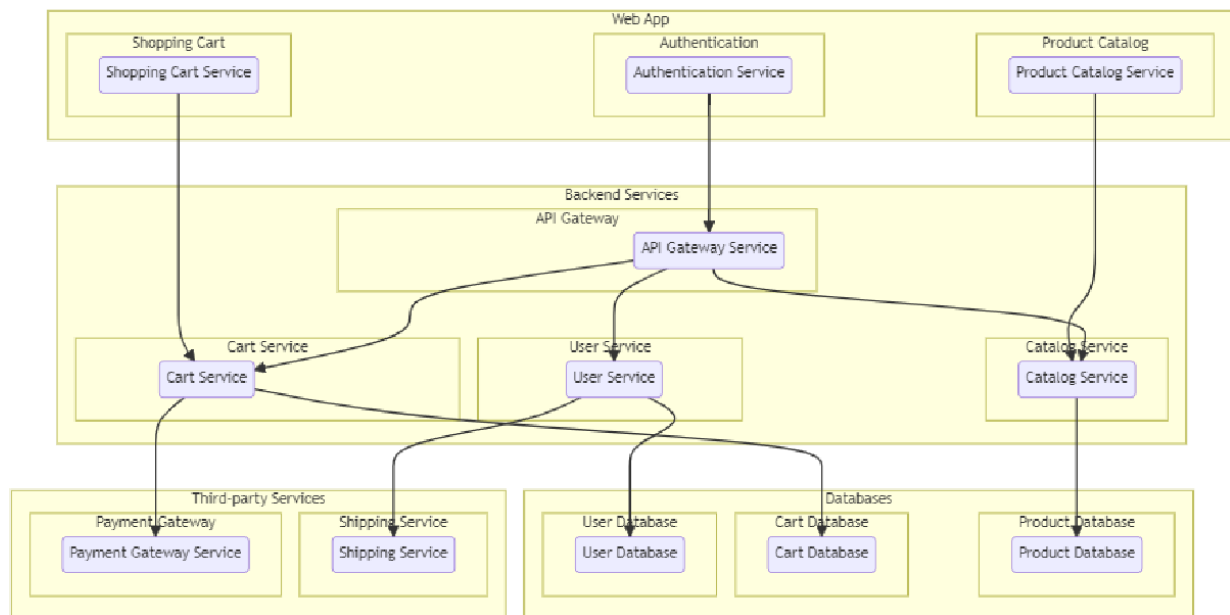 Web App
Shopping Cart
Authentication
Product Catalog
Shopping Cart Service
Authentication Service
Product Catalog Service
Backend Services
API Gateway
API Gateway Service
Cart Service
User Service
Catalog Service
Cart Service
User Service
Catalog Service
Third-party Services
Databases
Payment Gateway
Shipping Service
User Database
Cart Database
Product Database
Payment Gateway Service
Shipping Service
User Database
Cart Database
Product Database